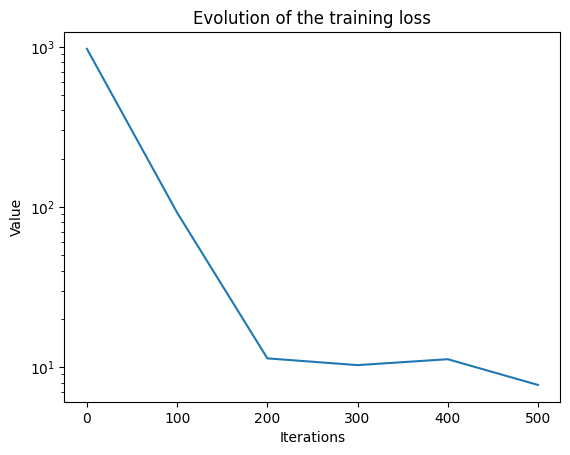 Evolution of the training loss
10³
10²
10¹
Value
0 100 200 300 400 500
Iterations